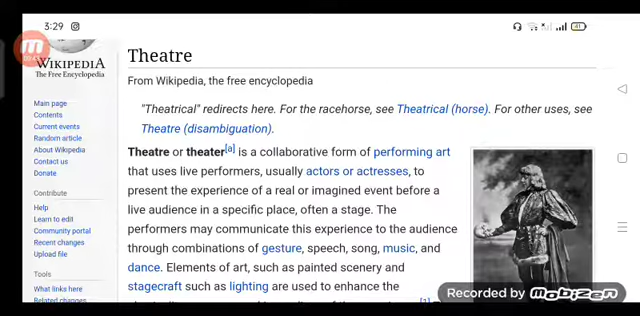 3:29
41
WIKIPEDIA
The Free Encyclopedia
Main page
Contents
Current events
Random article
About Wikipedia
Contact us
Donate
Contribute
Help
Learn to edit
Community portal
Recent changes
Upload file
Tools
What links here
Related changes
Theatre
From Wikipedia, the free encyclopedia
"Theatrical" redirects here. For the racehorse, see Theatrical (horse). For other uses, see
Theatre (disambiguation).
Theatre or theater[a] is a collaborative form of performing art
that uses live performers, usually actors or actresses, to
present the experience of a real or imagined event before a
live audience in a specific place, often a stage. The
performers may communicate this experience to the audience
through combinations of gesture, speech, song, music, and
dance. Elements of art, such as painted scenery and
stagecraft such as lighting are used to enhance the
Recorded by mobizen